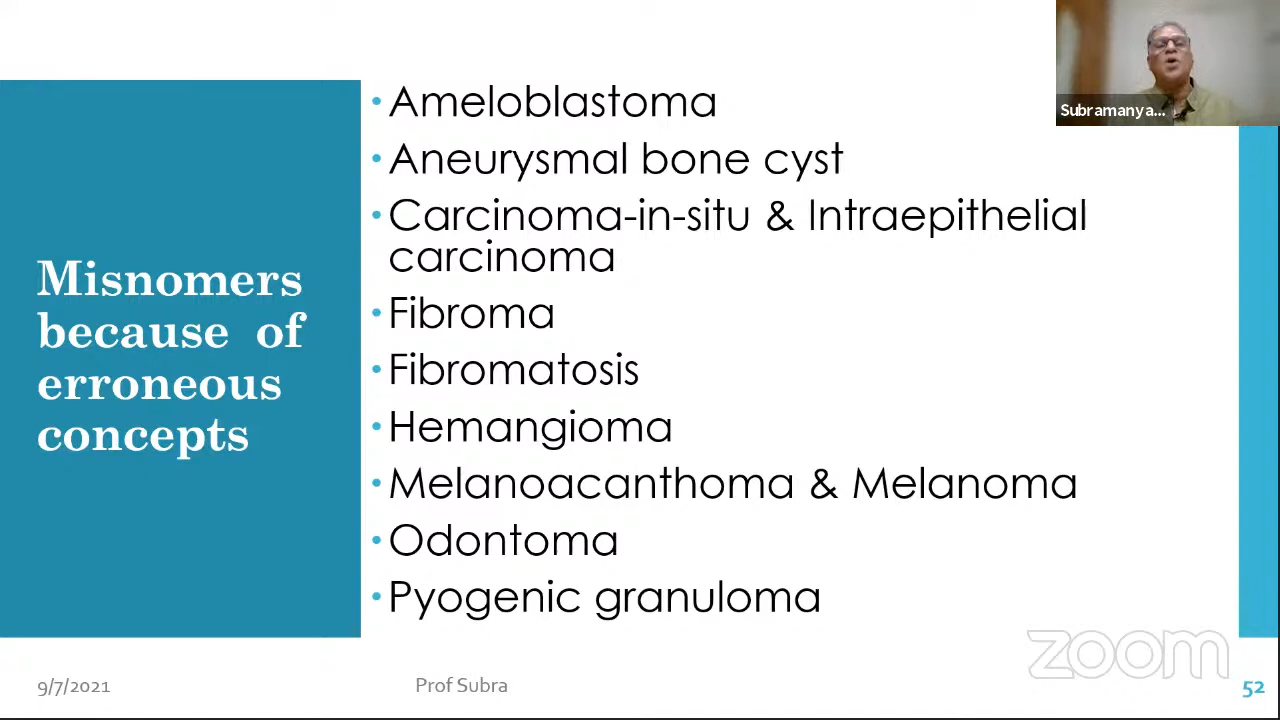 Subramanya...
Misnomers
because of
erroneous
concepts
• Ameloblastoma
• Aneurysmal bone cyst
• Carcinoma-in-situ & Intraepithelial
carcinoma
• Fibroma
• Fibromatosis
• Hemangioma
• Melanoacanthoma & Melanoma
• Odontoma
• Pyogenic granuloma
zoom
9/7/2021
Prof Subra
52